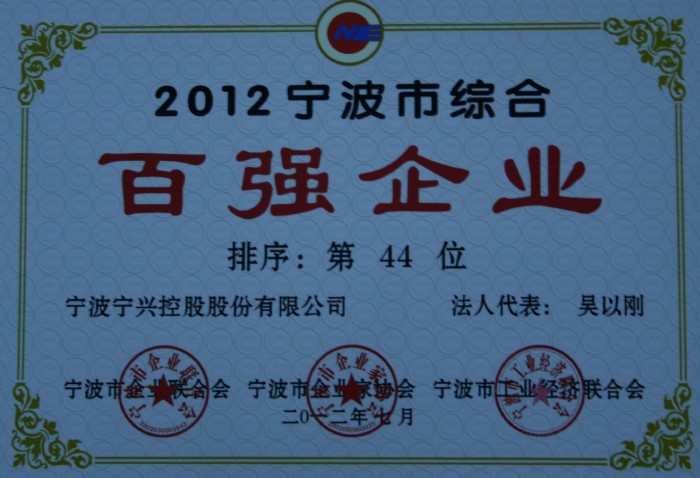 2012宁波市综合
百强企业
排序：第 44 位
宁波宁兴控股股份有限公司 法人代表： 吴以刚
宁波市企业联合会 宁波市企业家协会 宁波市工业经济联合会
二〇一二年七月